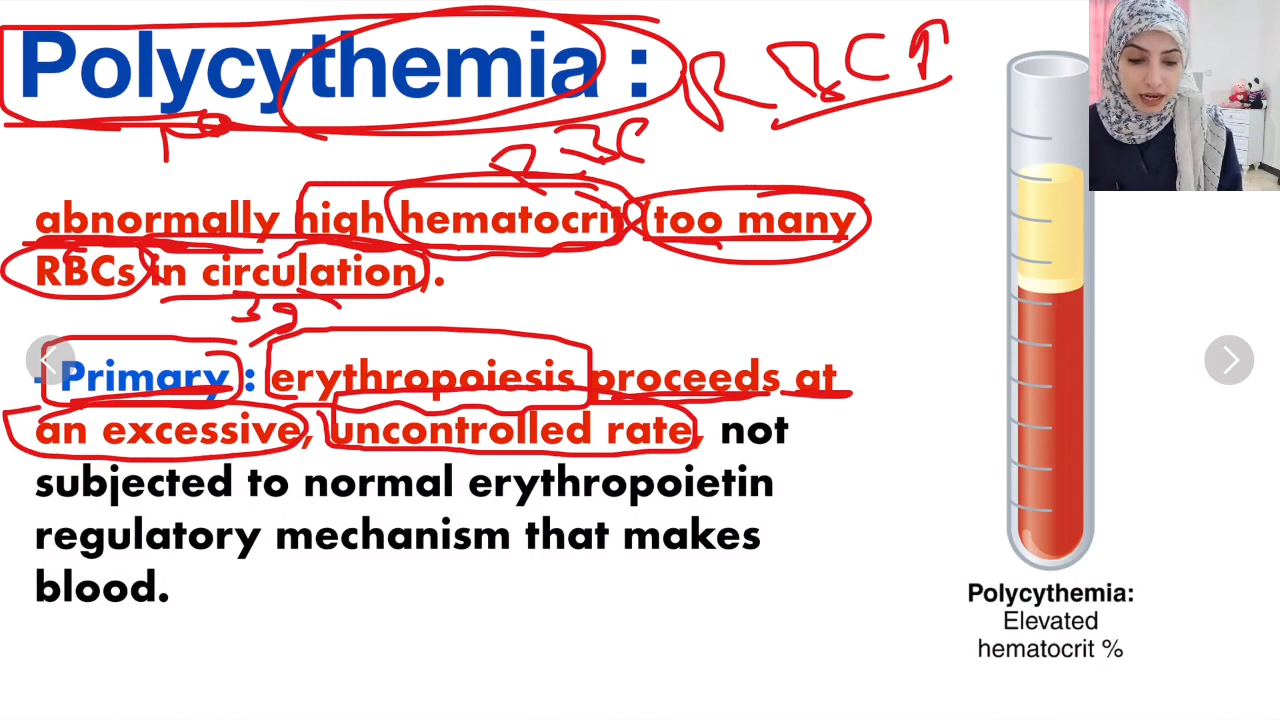 Polycythemia :
R RBC↑
RBC
abnormally high hematocrit (too many
RBCs in circulation).
- Primary : erythropoiesis proceeds at
an excessive, uncontrolled rate, not
subjected to normal erythropoietin
regulatory mechanism that makes
blood.
Polycythemia:
Elevated
hematocrit %